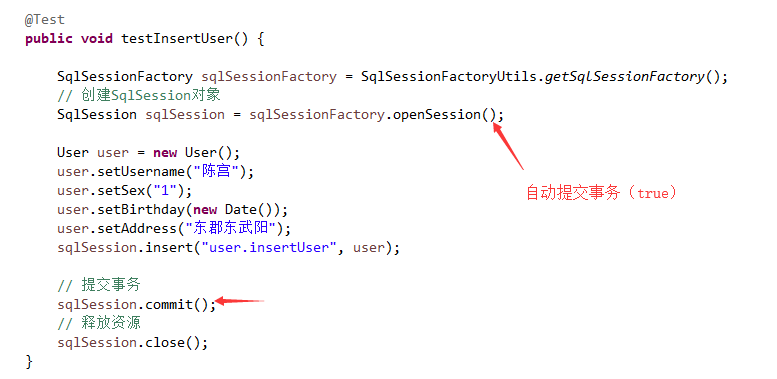 @Test
public void testInsertUser() {
SqlSessionFactory sqlSessionFactory = SqlSessionFactoryUtils.getSqlSessionFactory();
// 创建SqlSession对象
SqlSession sqlSession = sqlSessionFactory.openSession();
User user = new User();
自动提交事务（true）
user.setUsername("陈宫");
user.setSex("1");
user.setBirthday(new Date());
user.setAddress("东郡东武阳");
sqlSession.insert("user.insertUser", user);
// 提交事务
sqlSession.commit();
// 释放资源
sqlSession.close();
}